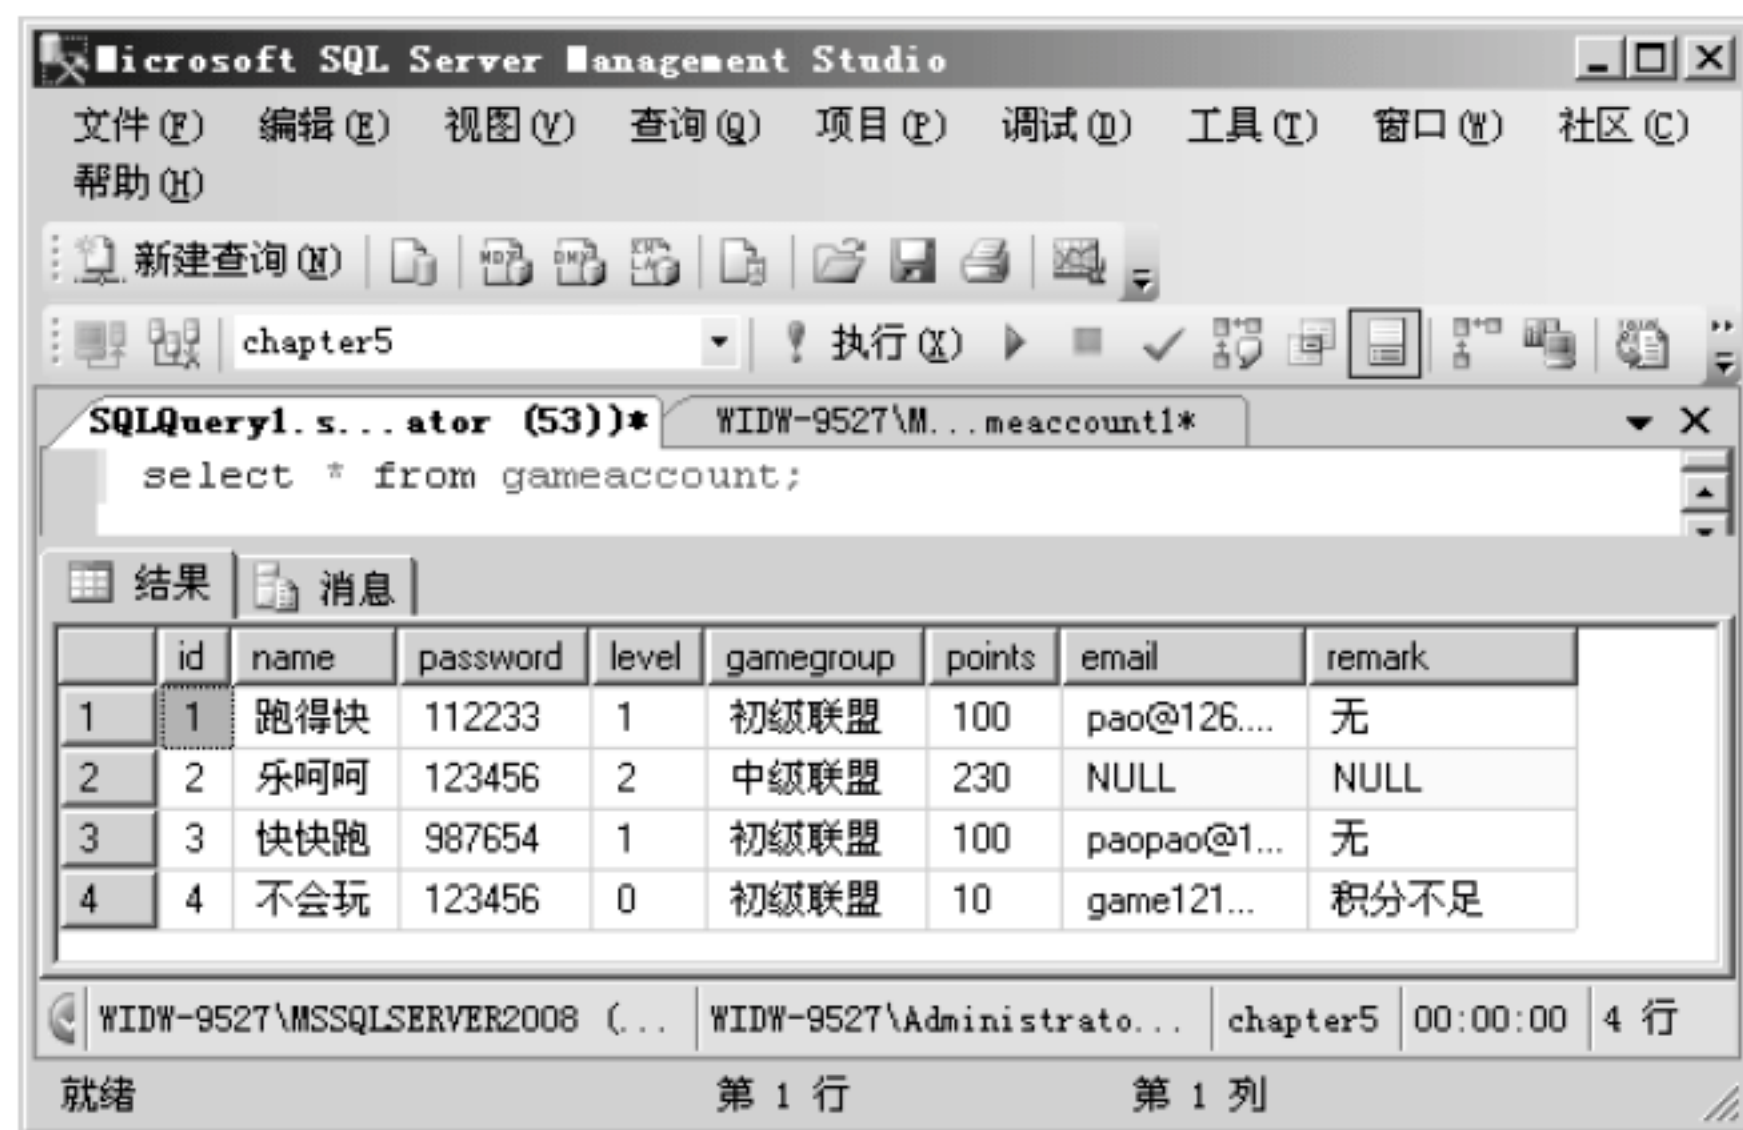 Microsoft SQL Server Management Studio
文件(F) 编辑(E) 视图(V) 查询(Q) 项目(P) 调试(D) 工具(T) 窗口(W) 社区(C)
帮助(H)
新建查询(N)
chapter5 执行(X)
SQLQuery1.s...ator (53))* WIDW-9527\M...meaccount1*
select * from gameaccount;
结果 消息
id name password level gamegroup points email remark
1 1 跑得快 112233 1 初级联盟 100 pao@126.... 无
2 2 乐呵呵 123456 2 中级联盟 230 NULL NULL
3 3 快快跑 987654 1 初级联盟 100 paopao@1... 无
4 4 不会玩 123456 0 初级联盟 10 game121... 积分不足
WIDW-9527\MSSQLSERVER2008 (... WIDW-9527\Administrato... chapter5 00:00:00 4 行
就绪 第 1 行 第 1 列